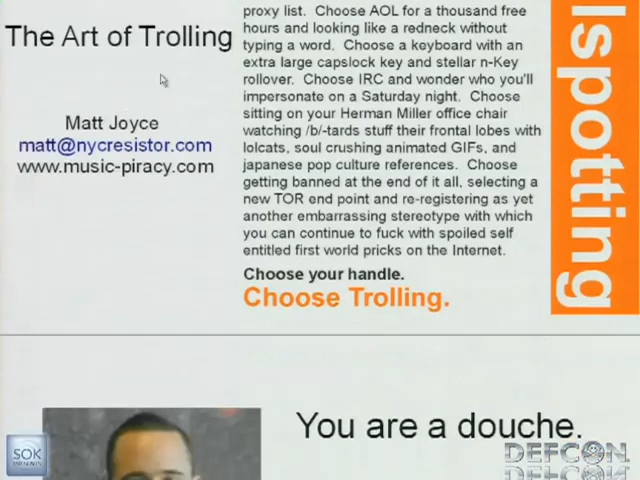 The Art of Trolling
Matt Joyce
matt@nycresistor.com
www.music-piracy.com
proxy list. Choose AOL for a thousand free
hours and looking like a redneck without
typing a word. Choose a keyboard with an
extra large capslock key and stellar n-Key
rollover. Choose IRC and wonder who you'll
impersonate on a Saturday night. Choose
sitting on your Herman Miller office chair
watching /b/-tards stuff their frontal lobes with
lolcats, soul crushing animated GIFs, and
japanese pop culture references. Choose
getting banned at the end of it all, selecting a
new TOR end point and re-registering as yet
another embarrassing stereotype with which
you can continue to fuck with spoiled self
entitled first world pricks on the Internet.
Choose your handle.
Choose Trolling.
lspotting
You are a douche.
SOK
PRESENTS
DEFCON